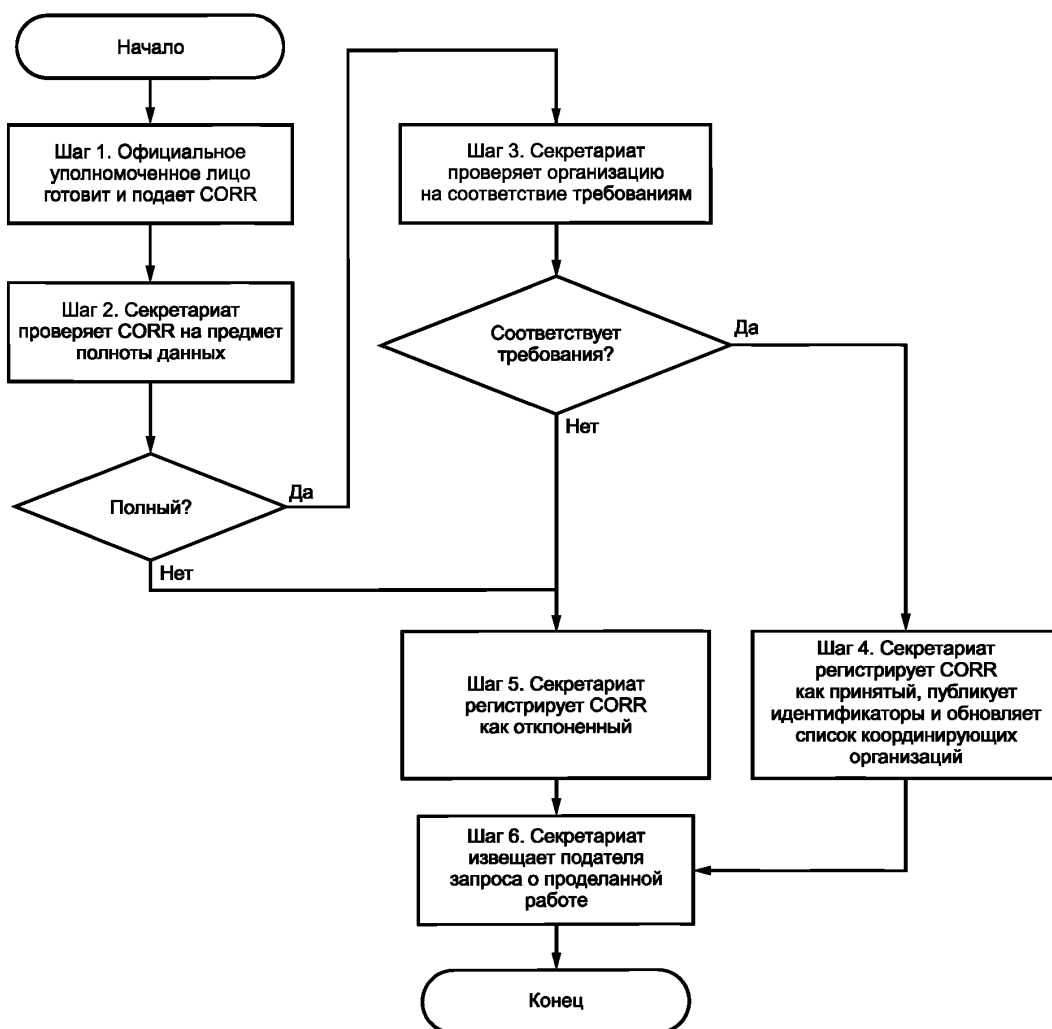 Начало
Шаг 1. Официальное
уполномоченное лицо
готовит и подает CORR
Шаг 2. Секретариат
проверяет CORR на предмет
полноты данных
Полный?
Да
Нет
Шаг 3. Секретариат
проверяет организацию
на соответствие требованиям
Соответствует
требования?
Да
Нет
Шаг 5. Секретариат
регистрирует CORR
как отклоненный
Шаг 4. Секретариат
регистрирует CORR
как принятый, публикует
идентификаторы и обновляет
список координирующих
организаций
Шаг 6. Секретариат
извещает подателя
запроса о проделанной
работе
Конец